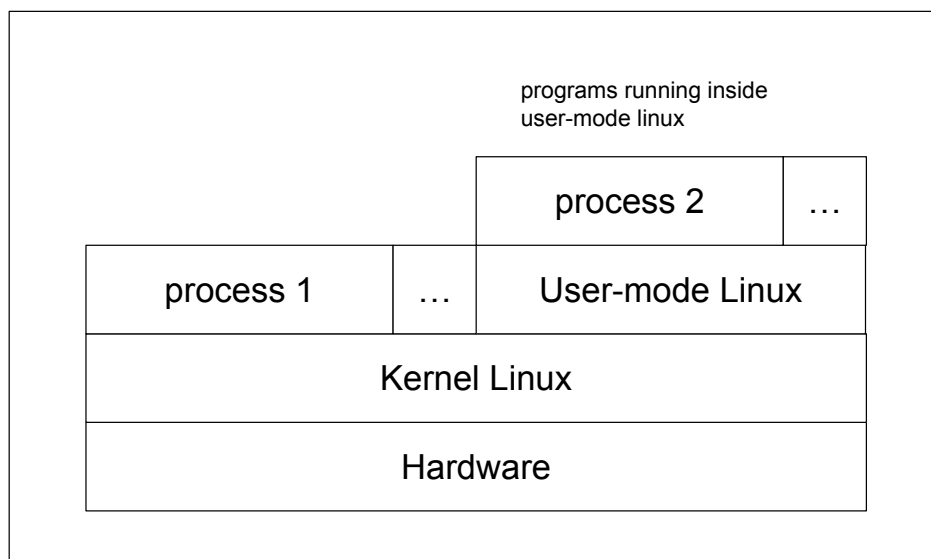 programs running inside
user-mode linux
process 2
…
process 1
…
User-mode Linux
Kernel Linux
Hardware